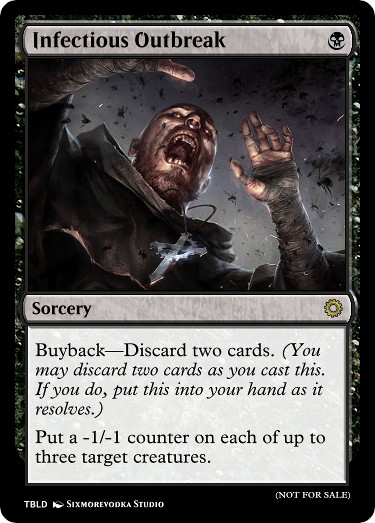 Infectious Outbreak
Sorcery
Buyback—Discard two cards. (You
may discard two cards as you cast this.
If you do, put this into your hand as it
resolves.)
Put a -1/-1 counter on each of up to
three target creatures.
TBLD Sixmorevodka Studio
(NOT FOR SALE)